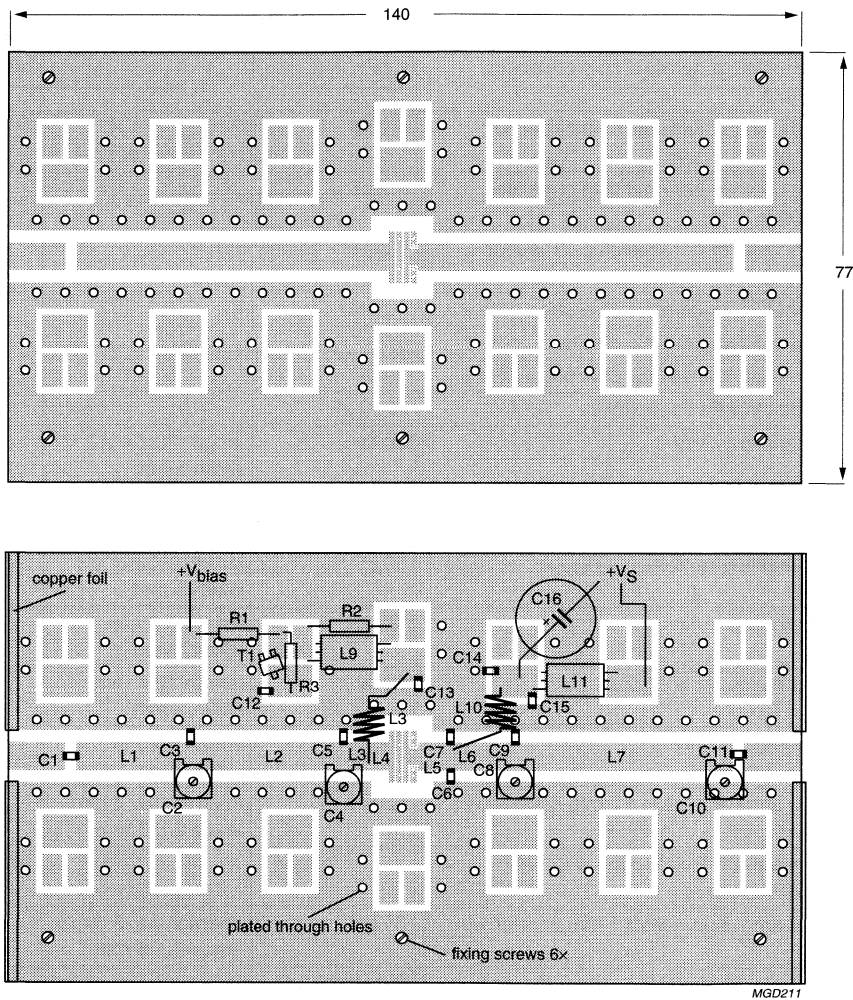 140
77
copper foil
+Vbias
+VS
C16
R1
R2
T1
L9
TR3
C14
L11
C12
C13
L10
C15
L3
C3
C5
C7
C9
C11
C1
L1
L2
L3
L4
L5
L6
L7
C8
C6
C2
C4
C10
plated through holes
fixing screws 6×
MGD211